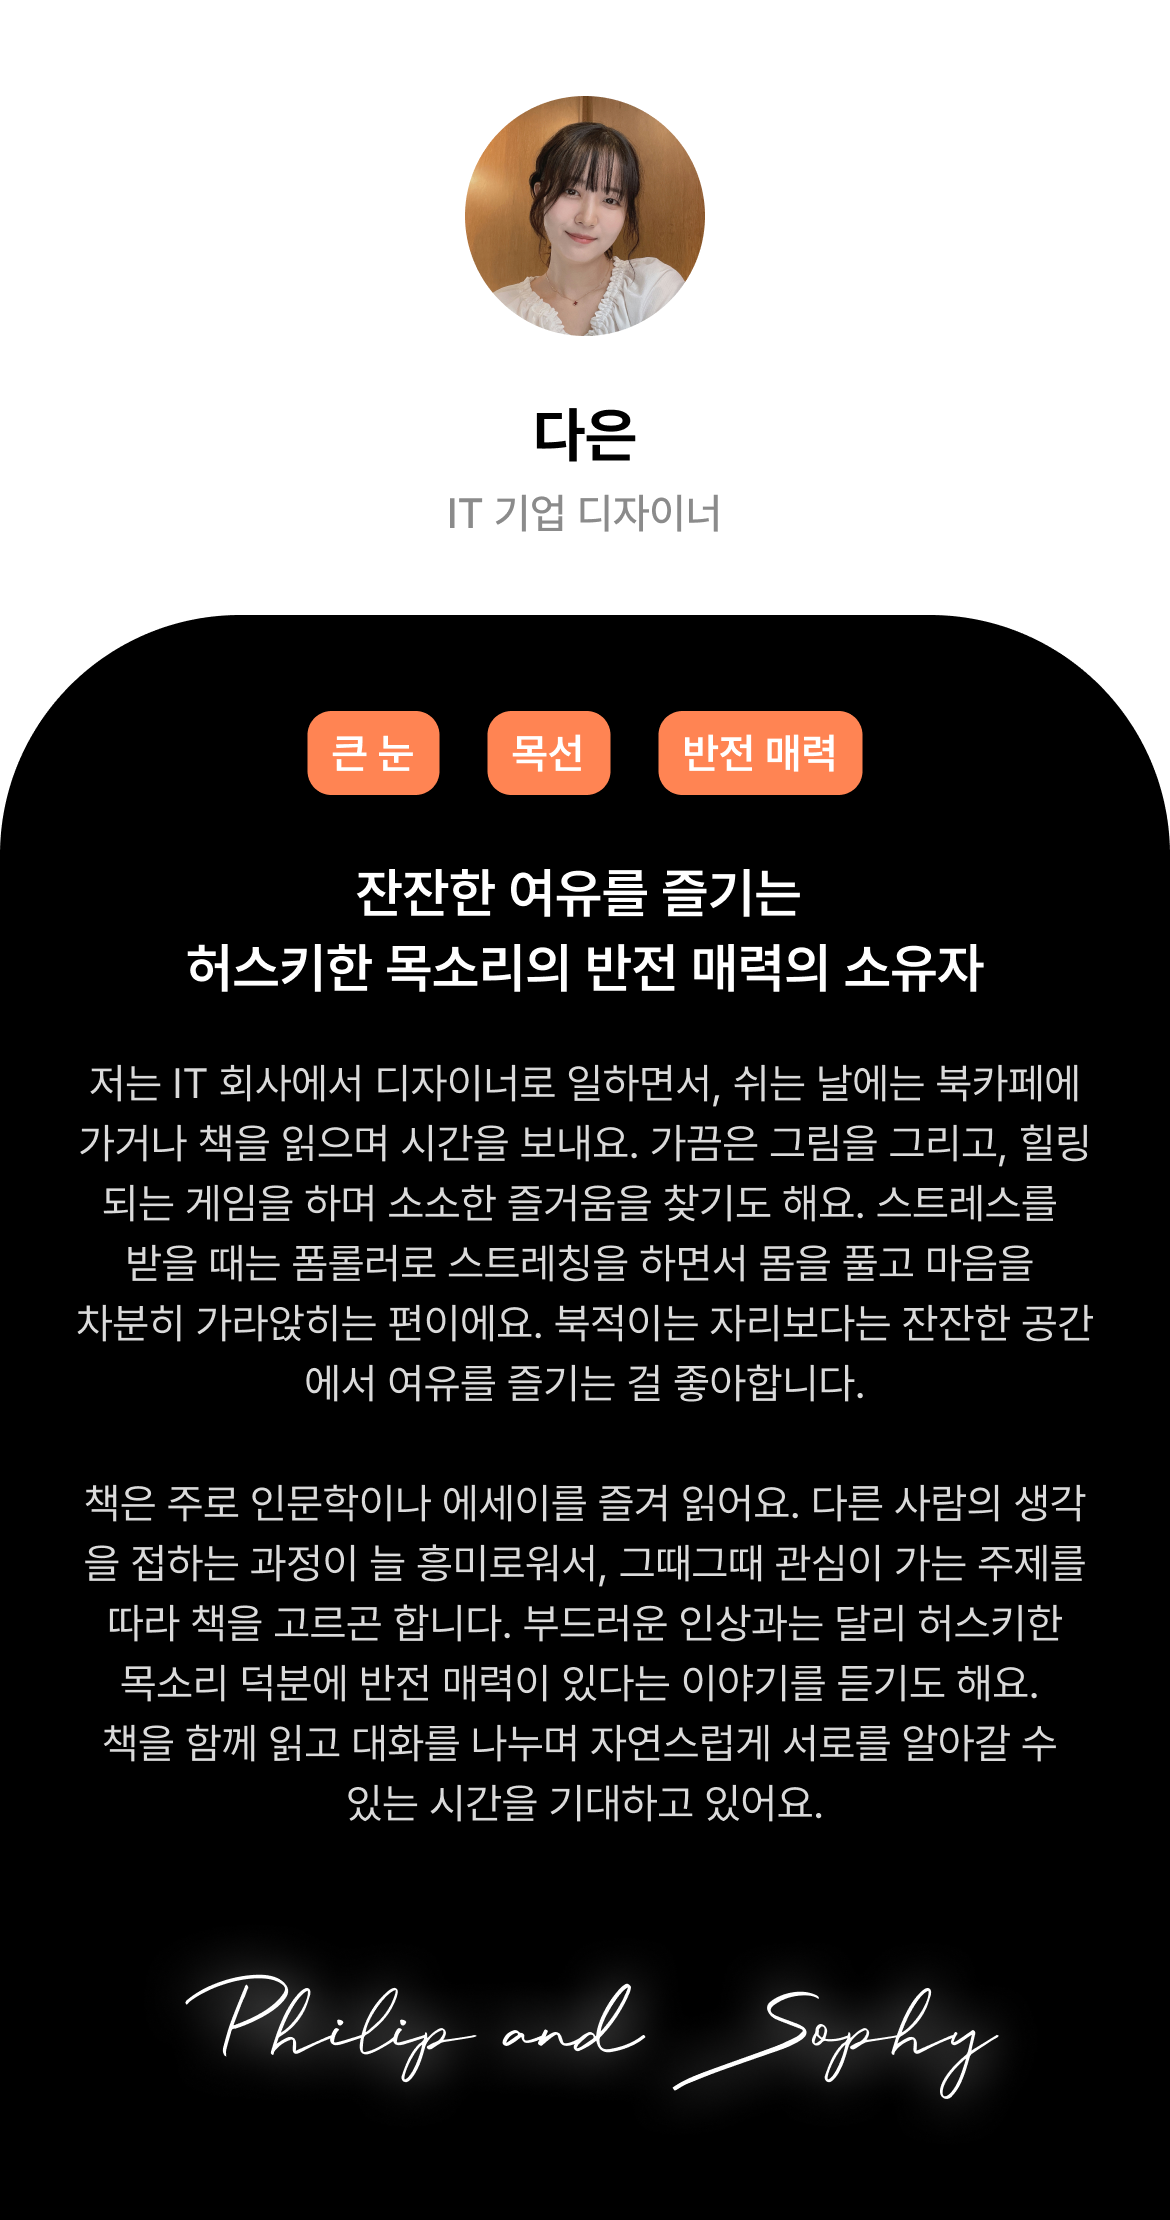 다은
IT 기업 디자이너
큰 눈
목선
반전 매력
잔잔한 여유를 즐기는
허스키한 목소리의 반전 매력의 소유자
저는 IT 회사에서 디자이너로 일하면서, 쉬는 날에는 북카페에
가거나 책을 읽으며 시간을 보내요. 가끔은 그림을 그리고, 힐링
되는 게임을 하며 소소한 즐거움을 찾기도 해요. 스트레스를
받을 때는 폼롤러로 스트레칭을 하면서 몸을 풀고 마음을
차분히 가라앉히는 편이에요. 북적이는 자리보다는 잔잔한 공간
에서 여유를 즐기는 걸 좋아합니다.
책은 주로 인문학이나 에세이를 즐겨 읽어요. 다른 사람의 생각
을 접하는 과정이 늘 흥미로워서, 그때그때 관심이 가는 주제를
따라 책을 고르곤 합니다. 부드러운 인상과는 달리 허스키한
목소리 덕분에 반전 매력이 있다는 이야기를 듣기도 해요.
책을 함께 읽고 대화를 나누며 자연스럽게 서로를 알아갈 수
있는 시간을 기대하고 있어요.
Philip and Sophy